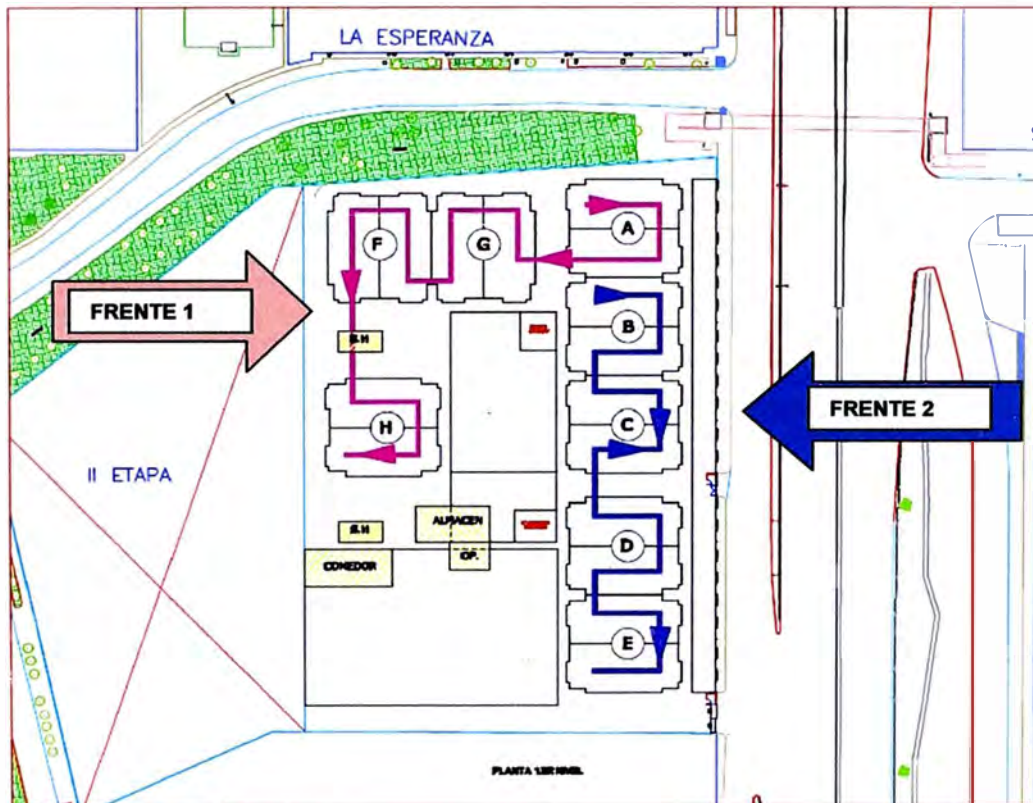 LA ESPERANZA
A
F
G
B
FRENTE 1
S.H
C
FRENTE 2
H
II ETAPA
ALMACEN
S.H
D
OF.
COMEDOR
E
PLANTA 1ER NIVEL